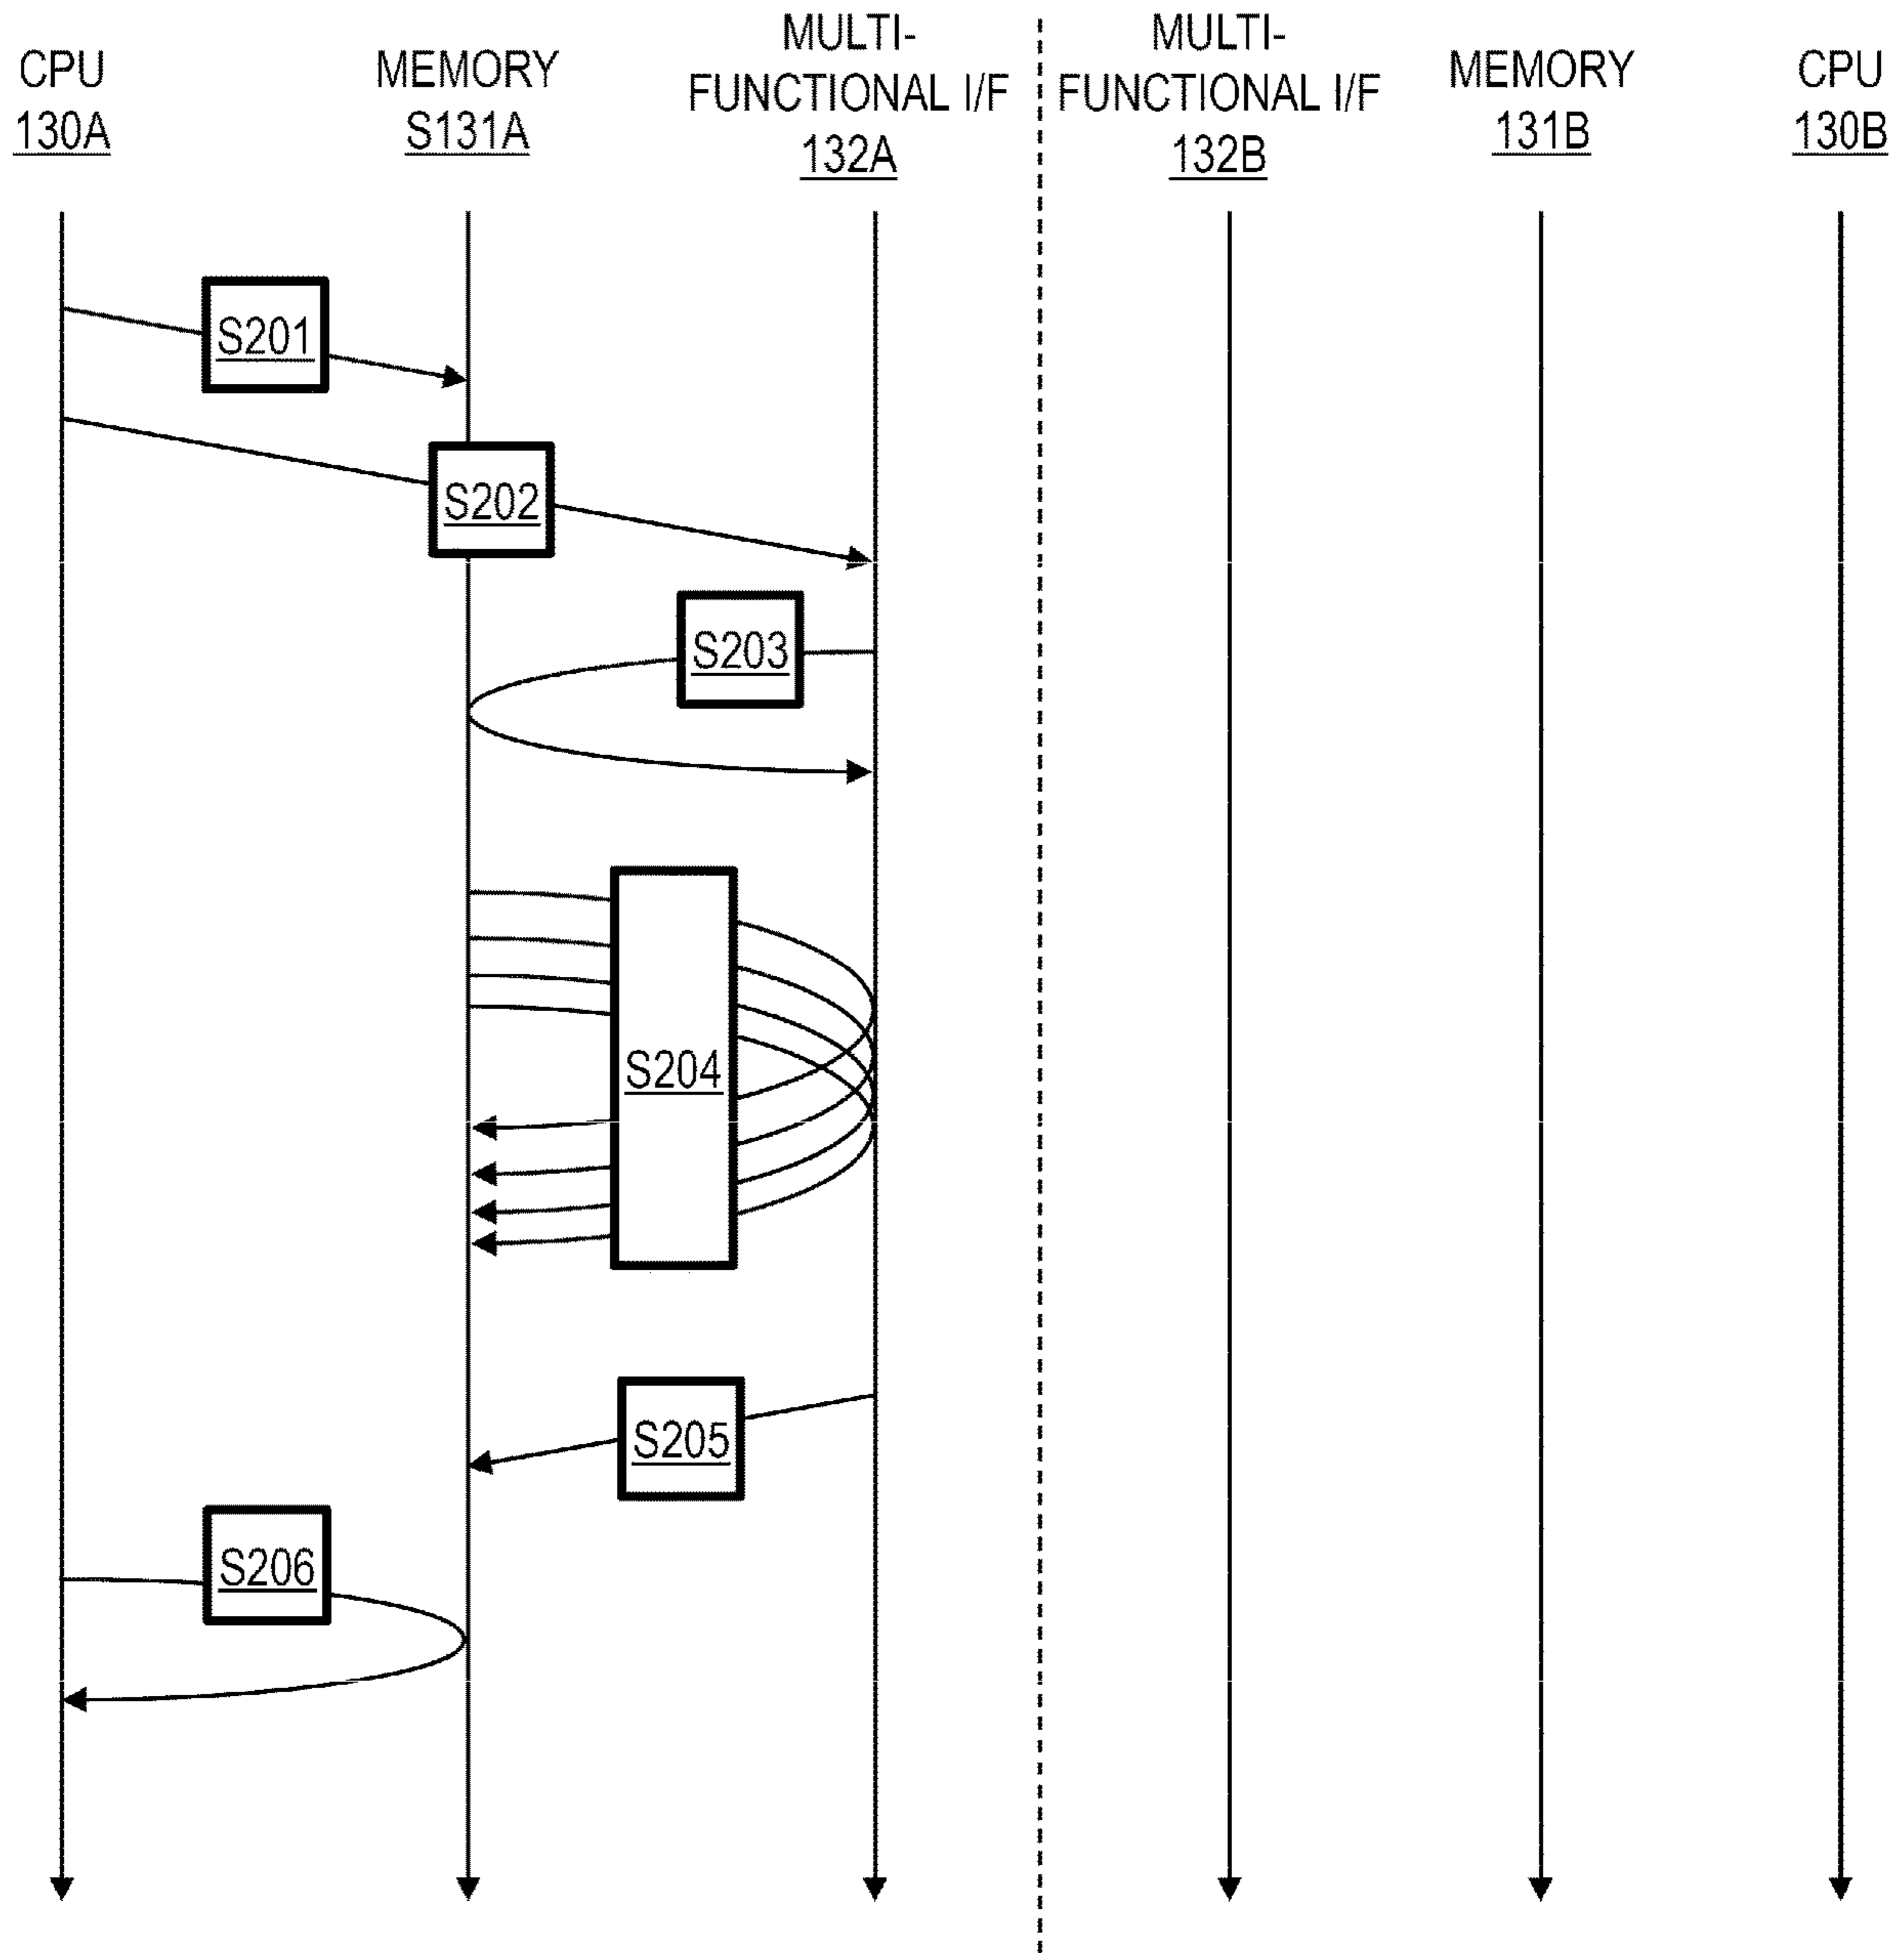 CPU
130A
MEMORY
S131A
MULTI-
FUNCTIONAL I/F
132A
MULTI-
FUNCTIONAL I/F
132B
MEMORY
131B
CPU
130B
S201
S202
S203
S204
S205
S206